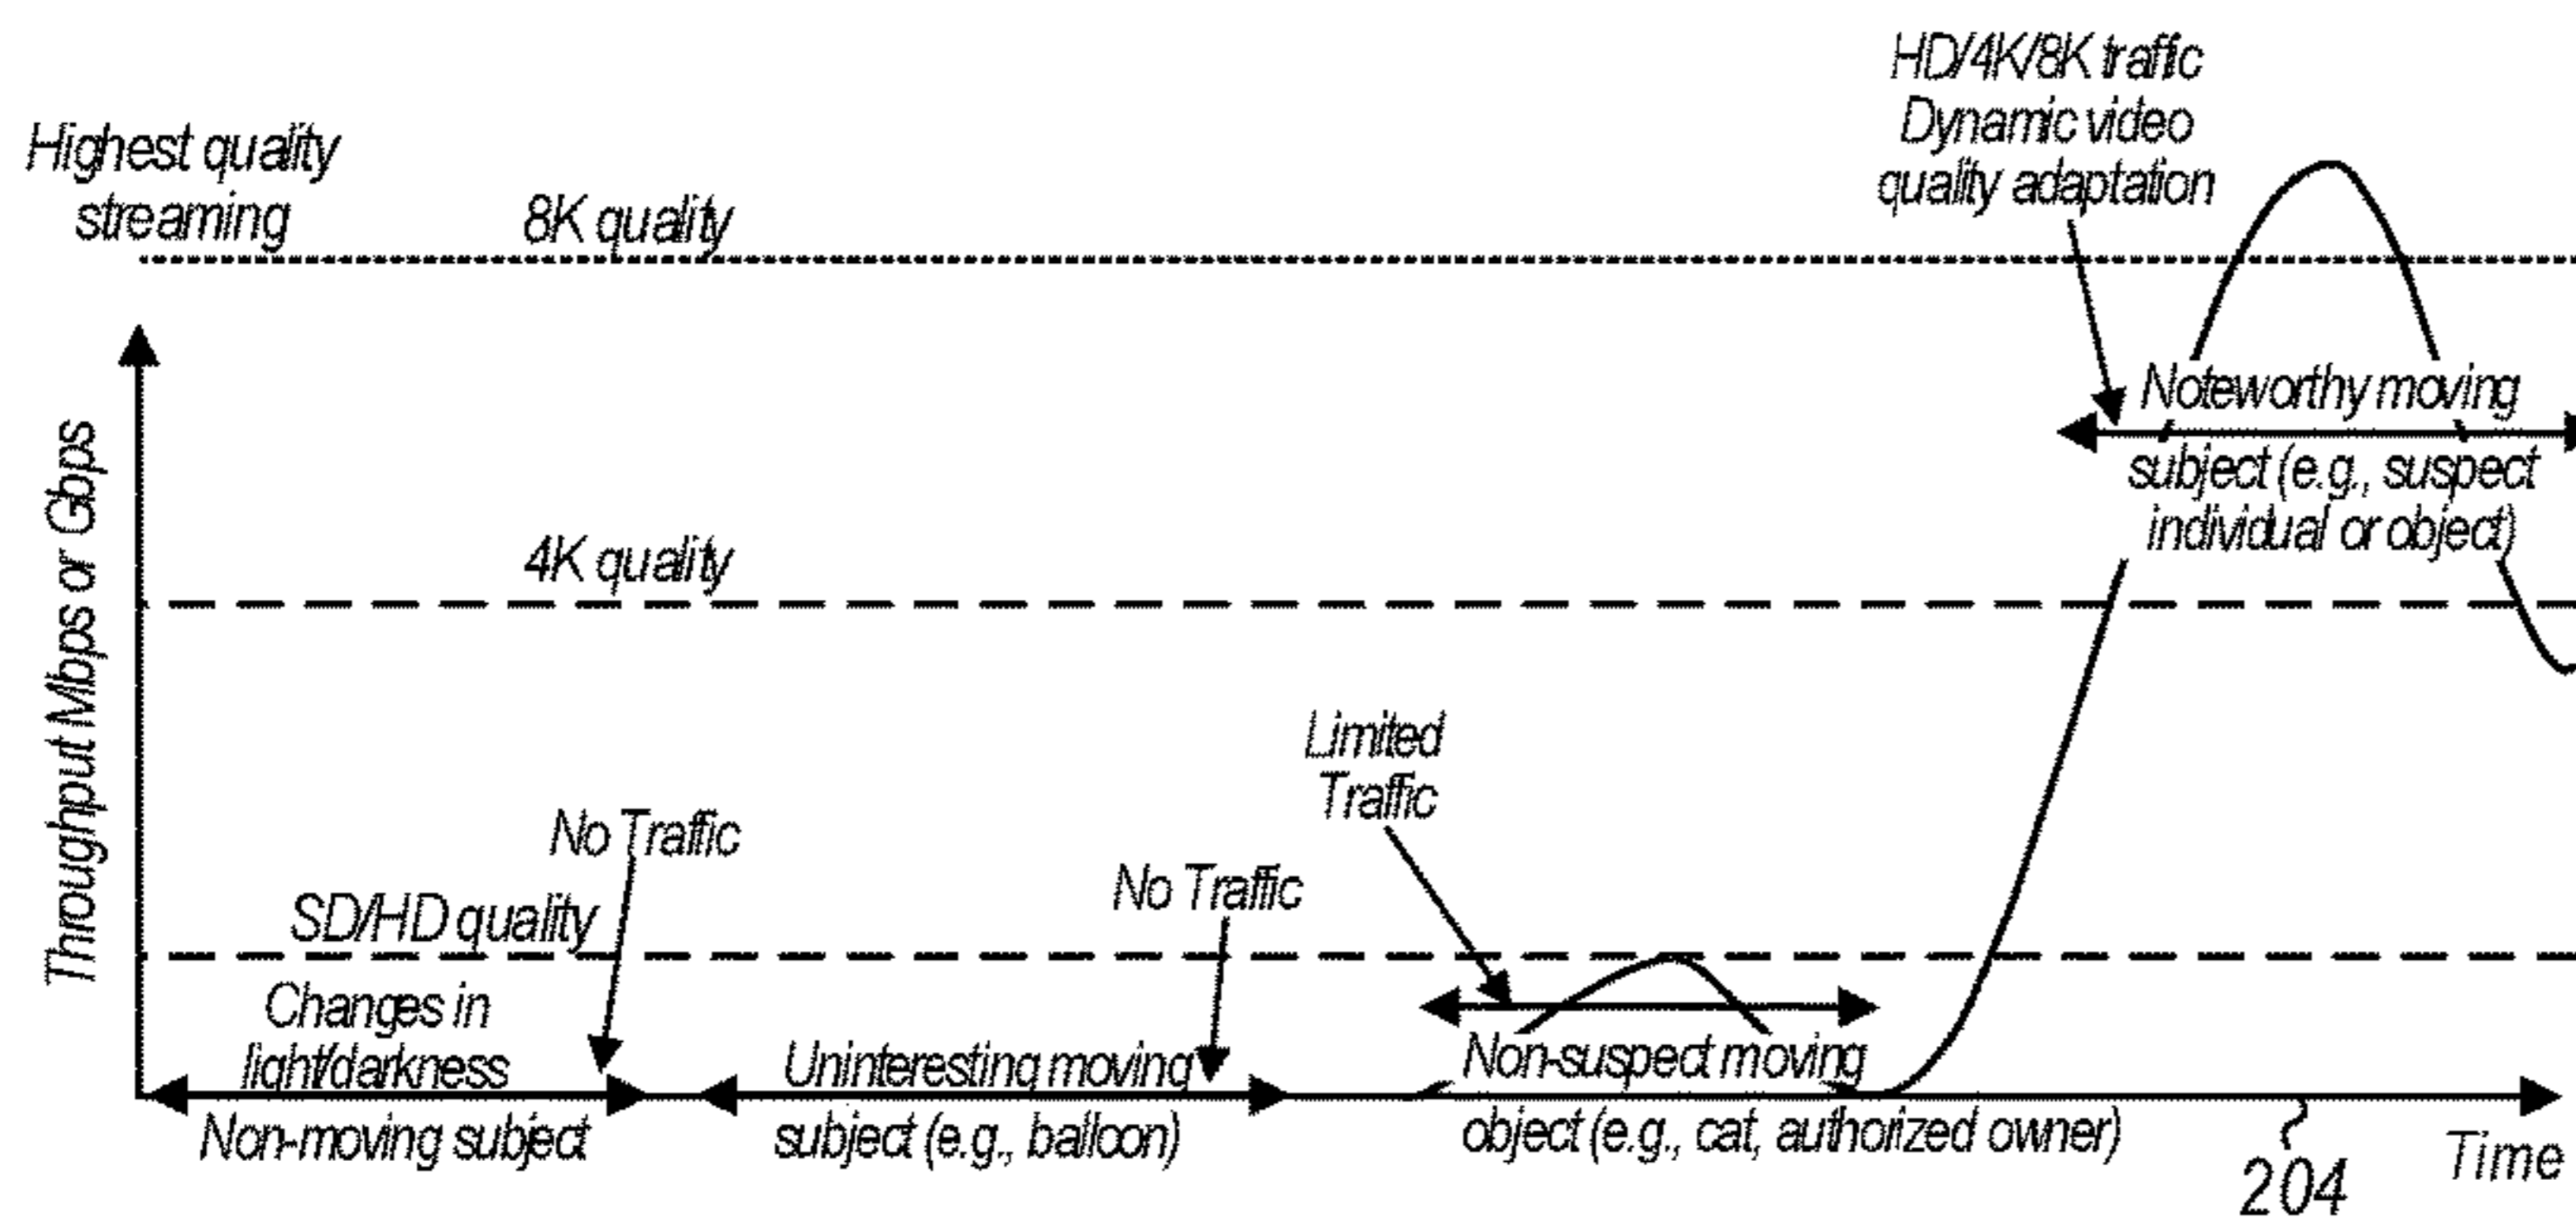 Highest quality
streaming
8K quality
HD/4K/8K traffic
Dynamic video
quality adaptation
Noteworthy moving
subject (e.g., suspect
individual or object)
4K quality
Throughput Mbps or Gbps
Limited
Traffic
No Traffic
No Traffic
SD/HD quality
Changes in
light/darkness
Non-moving subject
Uninteresting moving
subject (e.g., balloon)
Non-suspect moving
object (e.g., cat, authorized owner)
204
Time